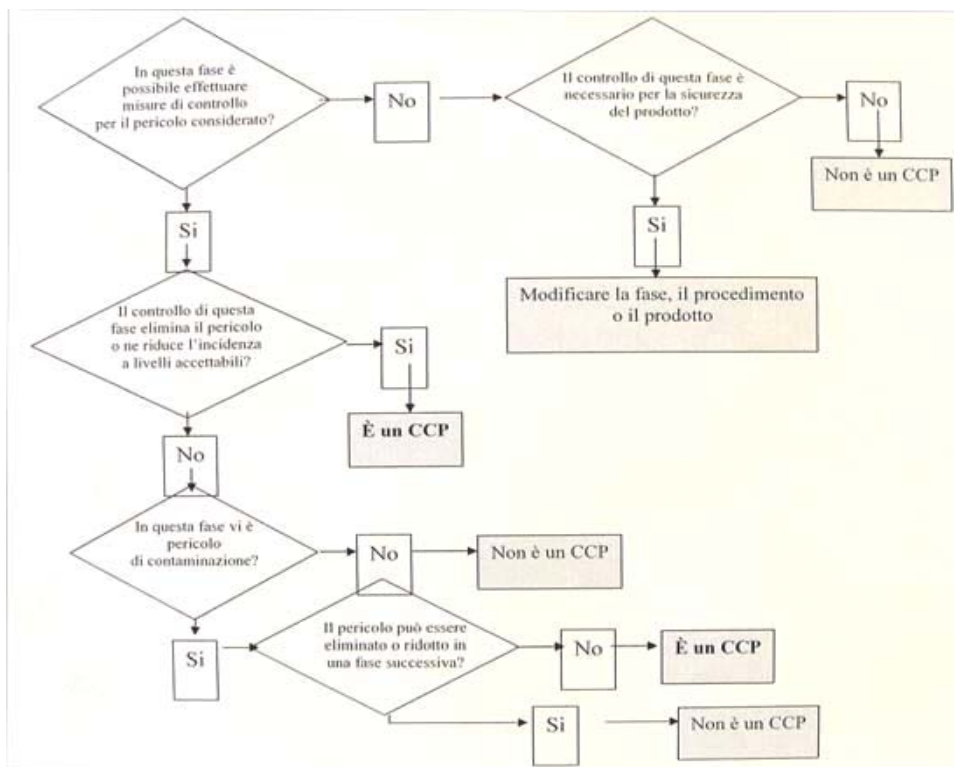 In questa fase è
possibile effettuare
misure di controllo
per il pericolo considerato?
No
Il controllo di questa fase è
necessario per la sicurezza
del prodotto?
No
Non è un CCP
Si
Si
Modificare la fase, il procedimento
o il prodotto
Il controllo di questa
fase elimina il pericolo
o ne riduce l'incidenza
a livelli accettabili?
Si
È un CCP
No
In questa fase vi è
pericolo
di contaminazione?
No
Non è un CCP
Si
Il pericolo può essere
eliminato o ridotto in
una fase successiva?
No
È un CCP
Si
Non è un CCP